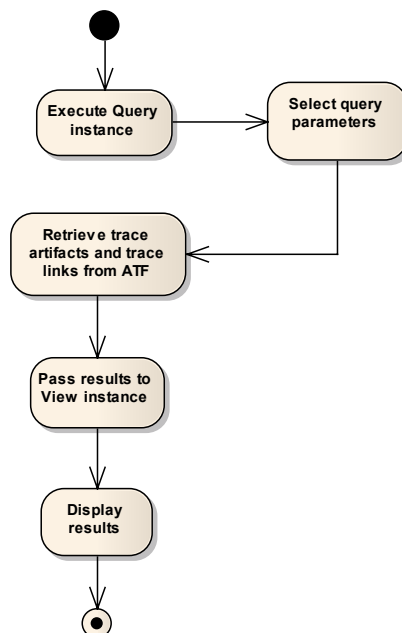 Execute Query
instance
Select query
parameters
Retrieve trace
artifacts and trace
links from ATF
Pass results to
View instance
Display
results